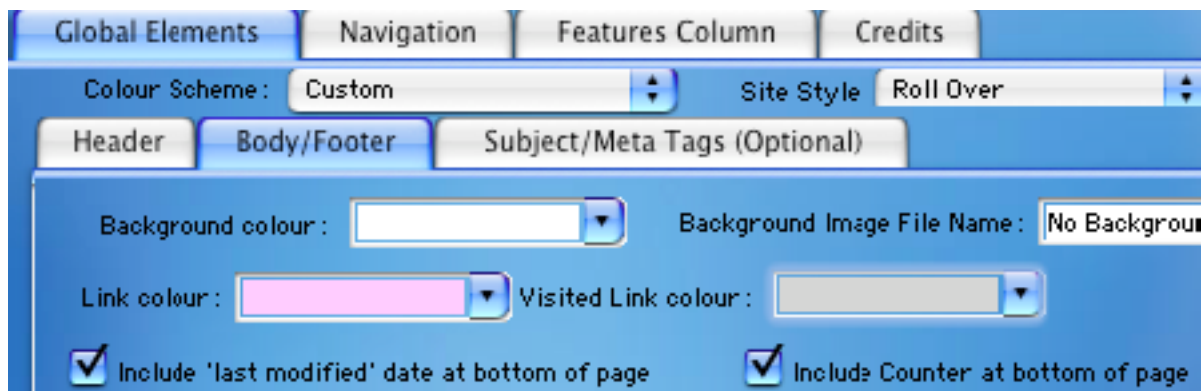 Global Elements Navigation Features Column Credits
Colour Scheme: Custom Site Style Roll Over
Header Body/Footer Subject/Meta Tags (Optional)
Background colour: Background Image File Name: No Backgrou
Link colour: Visited Link colour:
Include 'last modified' date at bottom of page Include Counter at bottom of page